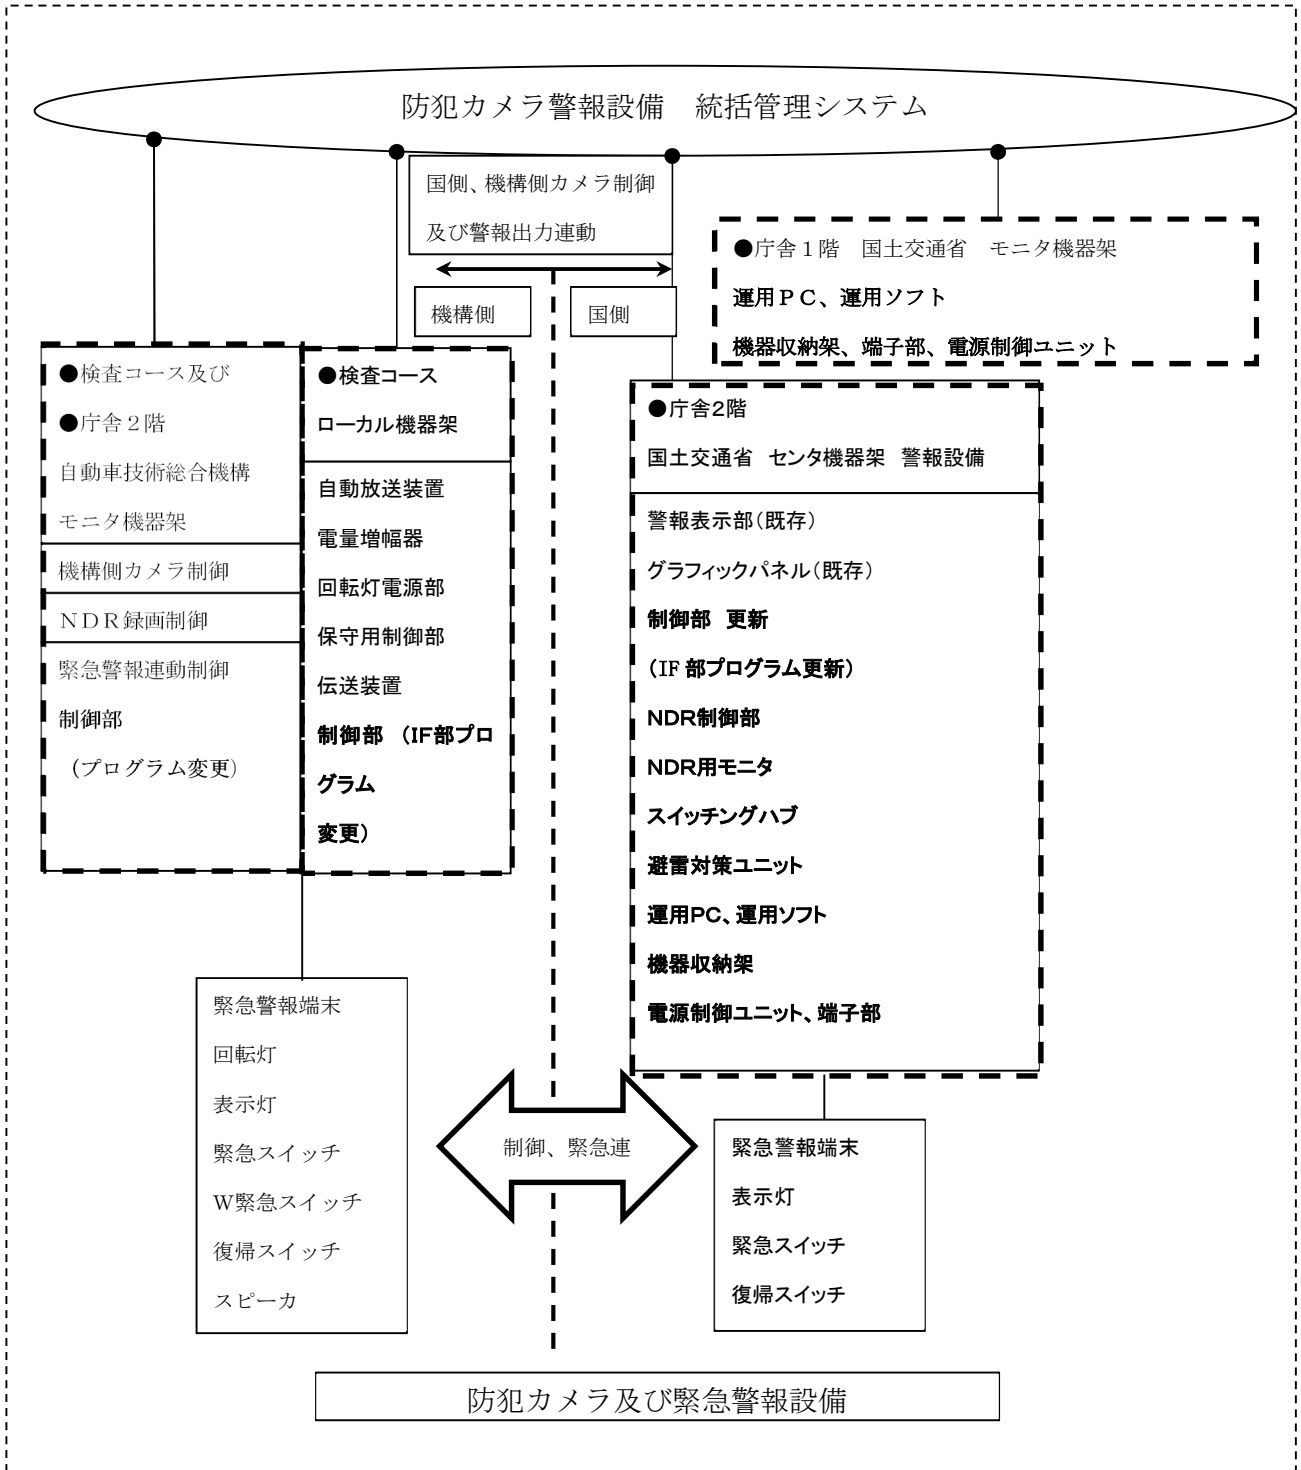 防犯カメラ警報設備　統括管理システム
国側、機構側カメラ制御
及び警報出力連動
機構側
国側
●庁舎１階　国土交通省　モニタ機器架
運用ＰＣ、運用ソフト
機器収納架、端子部、電源制御ユニット
●検査コース及び
●庁舎２階
自動車技術総合機構
モニタ機器架
機構側カメラ制御
ＮＤＲ録画制御
緊急警報連動制御
制御部
（プログラム変更）
●検査コース
ローカル機器架
自動放送装置
電量増幅器
回転灯電源部
保守用制御部
伝送装置
制御部　（IF部プロ
グラム
変更）
●庁舎2階
国土交通省　センタ機器架　警報設備
警報表示部（既存）
グラフィックパネル（既存）
制御部　更新
（IF 部プログラム更新）
NDR制御部
NDR用モニタ
スイッチングハブ
避雷対策ユニット
運用PC、運用ソフト
機器収納架
電源制御ユニット、端子部
緊急警報端末
回転灯
表示灯
緊急スイッチ
W緊急スイッチ
復帰スイッチ
スピーカ
制御、緊急連
緊急警報端末
表示灯
緊急スイッチ
復帰スイッチ
防犯カメラ及び緊急警報設備